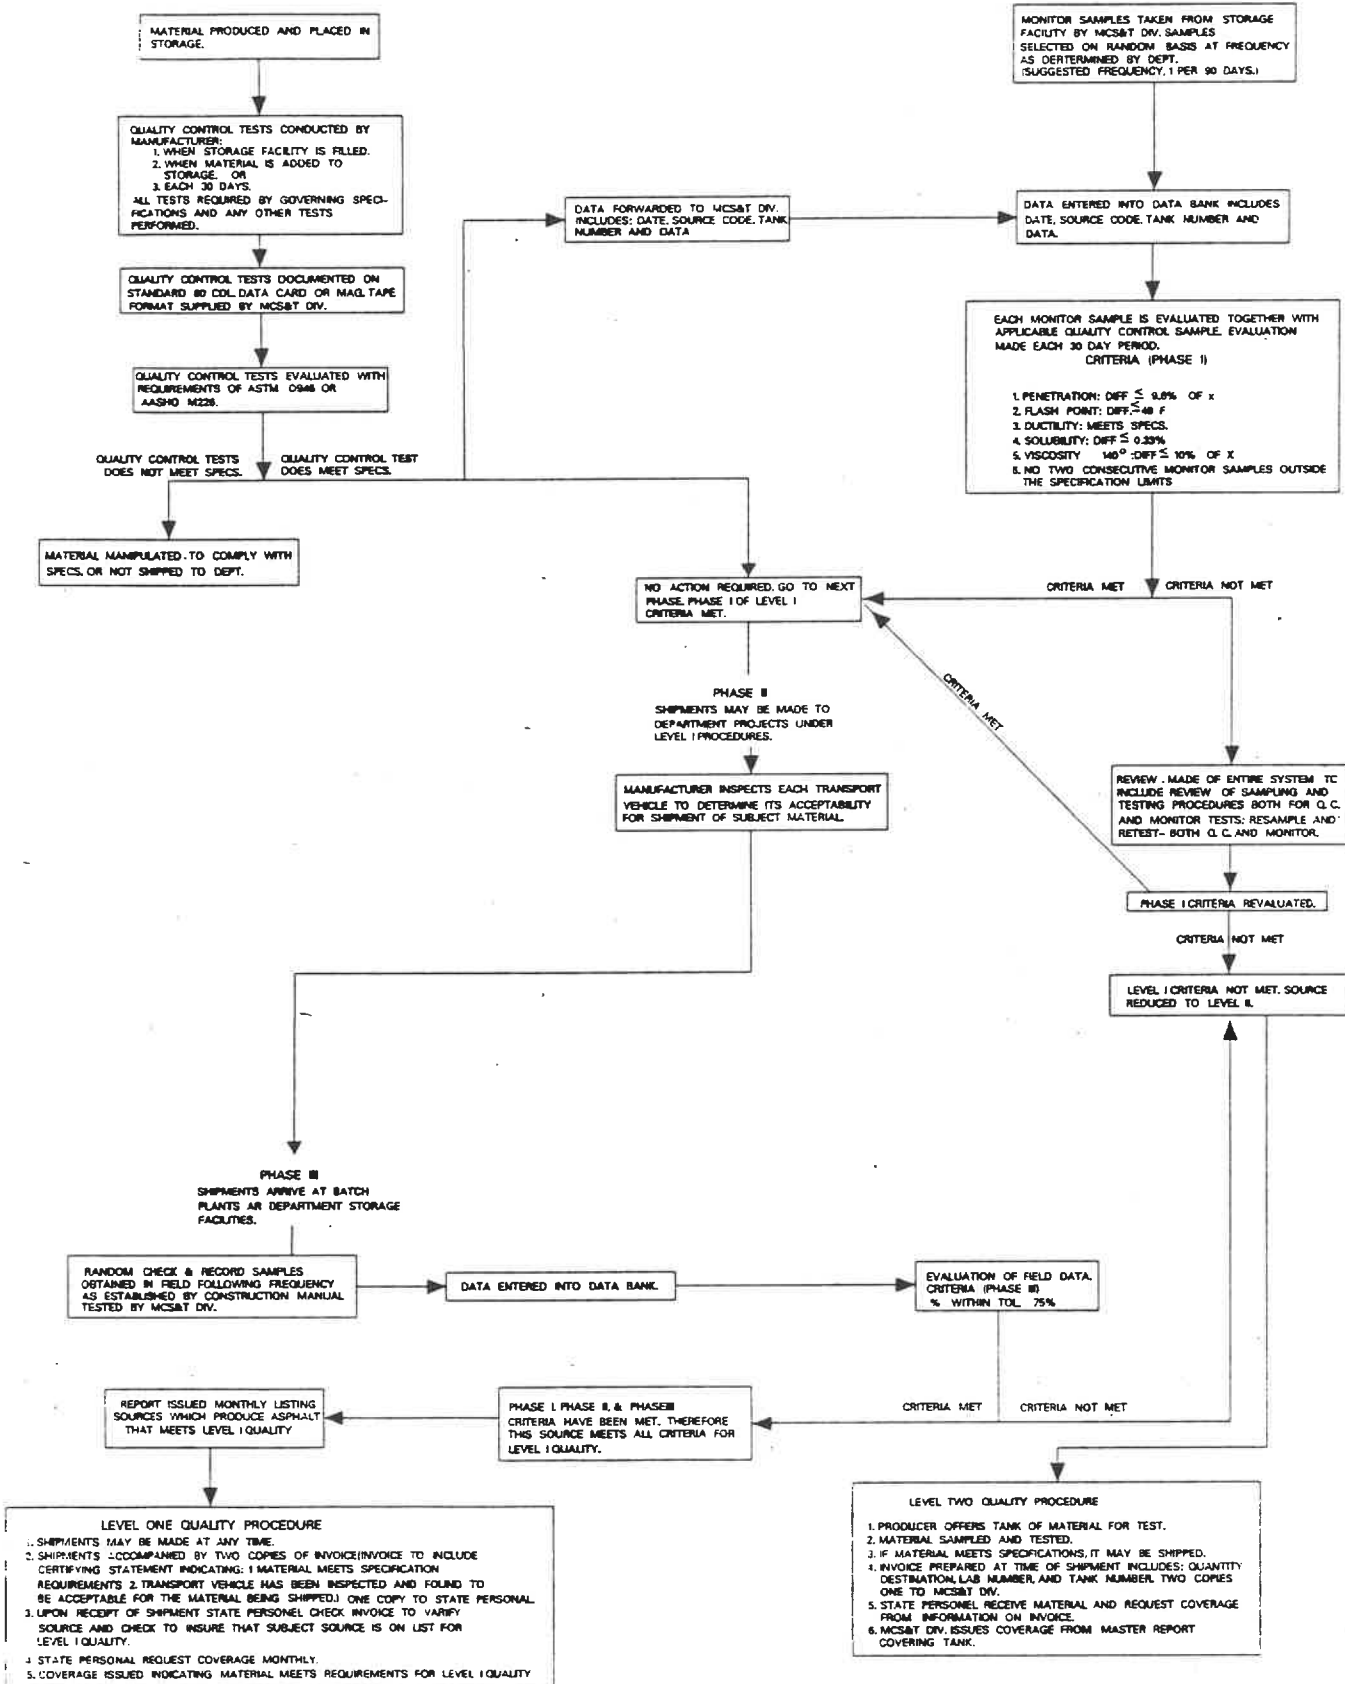 MATERIAL PRODUCED AND PLACED IN
STORAGE.
MONITOR SAMPLES TAKEN FROM STORAGE
FACILITY BY MCS&T DIV. SAMPLES
SELECTED ON RANDOM BASIS AT FREQUENCY
AS DERTERMINED BY DEPT.
(SUGGESTED FREQUENCY, 1 PER 90 DAYS.)
QUALITY CONTROL TESTS CONDUCTED BY
MANUFACTURER:
1. WHEN STORAGE FACILITY IS FILLED.
2. WHEN MATERIAL IS ADDED TO
STORAGE. OR
3. EACH 30 DAYS.
ALL TESTS REQUIRED BY GOVERNING SPECI-
FICATIONS AND ANY OTHER TESTS
PERFORMED.
DATA FORWARDED TO MCS&T DIV.
INCLUDES: DATE, SOURCE CODE, TANK
NUMBER AND DATA
DATA ENTERED INTO DATA BANK INCLUDES
DATE, SOURCE CODE, TANK NUMBER AND
DATA.
QUALITY CONTROL TESTS DOCUMENTED ON
STANDARD 80 COL. DATA CARD OR MAG. TAPE
FORMAT SUPPLIED BY MCS&T DIV.
QUALITY CONTROL TESTS EVALUATED WITH
REQUIREMENTS OF ASTM D946 OR
AASHO M226.
EACH MONITOR SAMPLE IS EVALUATED TOGETHER WITH
APPLICABLE QUALITY CONTROL SAMPLE. EVALUATION
MADE EACH 30 DAY PERIOD.
CRITERIA (PHASE I)
1. PENETRATION: DIFF ≤ 9.8% OF x
2. FLASH POINT: DIFF. ≤ 40 F
3. DUCTILITY: MEETS SPECS.
4. SOLUBILITY: DIFF ≤ 0.33%
5. VISCOSITY 140° :DIFF ≤ 10% OF X
6. NO TWO CONSECUTIVE MONITOR SAMPLES OUTSIDE
THE SPECIFICATION LIMITS
QUALITY CONTROL TESTS
DOES NOT MEET SPECS.
QUALITY CONTROL TEST
DOES MEET SPECS.
MATERIAL MANIPULATED. TO COMPLY WITH
SPECS. OR NOT SHIPPED TO DEPT.
NO ACTION REQUIRED. GO TO NEXT
PHASE. PHASE I OF LEVEL I
CRITERIA MET.
CRITERIA MET
CRITERIA NOT MET
CRITERIA MET
PHASE II
SHIPMENTS MAY BE MADE TO
DEPARTMENT PROJECTS UNDER
LEVEL I PROCEDURES.
MANUFACTURER INSPECTS EACH TRANSPORT
VEHICLE TO DETERMINE ITS ACCEPTABILITY
FOR SHIPMENT OF SUBJECT MATERIAL.
REVIEW . MADE OF ENTIRE SYSTEM TO
INCLUDE REVIEW OF SAMPLING AND
TESTING PROCEDURES BOTH FOR Q. C.
AND MONITOR TESTS: RESAMPLE AND
RETEST- BOTH Q. C. AND MONITOR.
PHASE I CRITERIA REVALUATED.
CRITERIA NOT MET
LEVEL I CRITERIA NOT MET. SOURCE
REDUCED TO LEVEL II.
PHASE III
SHIPMENTS ARRIVE AT BATCH
PLANTS AR DEPARTMENT STORAGE
FACILITIES.
RANDOM CHECK & RECORD SAMPLES
OBTAINED IN FIELD FOLLOWING FREQUENCY
AS ESTABLISHED BY CONSTRUCTION MANUAL
TESTED BY MCS&T DIV.
DATA ENTERED INTO DATA BANK.
EVALUATION OF FIELD DATA.
CRITERIA (PHASE III)
% WITHIN TOL. 75%
CRITERIA MET
CRITERIA NOT MET
PHASE I, PHASE II, & PHASE III
CRITERIA HAVE BEEN MET. THEREFORE
THIS SOURCE MEETS ALL CRITERIA FOR
LEVEL I QUALITY.
REPORT ISSUED MONTHLY LISTING
SOURCES WHICH PRODUCE ASPHALT
THAT MEETS LEVEL I QUALITY
LEVEL ONE QUALITY PROCEDURE
1. SHIPMENTS MAY BE MADE AT ANY TIME.
2. SHIPMENTS ACCOMPANIED BY TWO COPIES OF INVOICE(INVOICE TO INCLUDE
CERTIFYING STATEMENT INDICATING: 1 MATERIAL MEETS SPECIFICATION
REQUIREMENTS 2. TRANSPORT VEHICLE HAS BEEN INSPECTED AND FOUND TO
BE ACCEPTABLE FOR THE MATERIAL BEING SHIPPED.) ONE COPY TO STATE PERSONAL
3. UPON RECEIPT OF SHIPMENT STATE PERSONEL CHECK INVOICE TO VARIFY
SOURCE AND CHECK TO INSURE THAT SUBJECT SOURCE IS ON LIST FOR
LEVEL I QUALITY.
4 STATE PERSONAL REQUEST COVERAGE MONTHLY.
5. COVERAGE ISSUED INDICATING MATERIAL MEETS REQUIREMENTS FOR LEVEL I QUALITY
LEVEL TWO QUALITY PROCEDURE
1. PRODUCER OFFERS TANK OF MATERIAL FOR TEST.
2. MATERIAL SAMPLED AND TESTED.
3. IF MATERIAL MEETS SPECIFICATIONS, IT MAY BE SHIPPED.
4. INVOICE PREPARED AT TIME OF SHIPMENT INCLUDES: QUANTITY
DESTINATION, LAB NUMBER, AND TANK NUMBER. TWO COPIES
ONE TO MCS&T DIV.
5. STATE PERSONEL RECEIVE MATERIAL AND REQUEST COVERAGE
FROM INFORMATION ON INVOICE.
6. MCS&T DIV. ISSUES COVERAGE FROM MASTER REPORT
COVERING TANK.